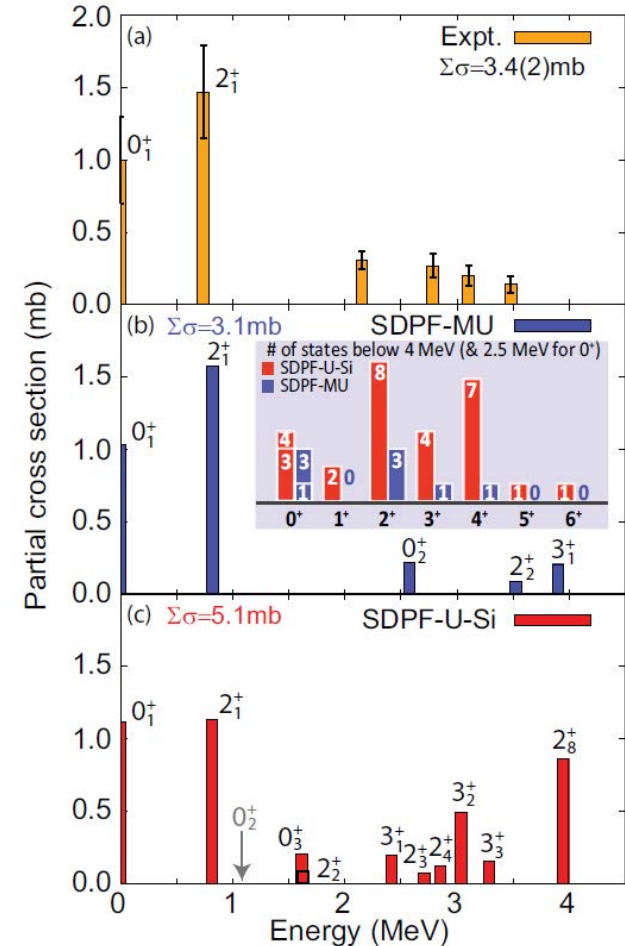 (a) Expt.
Σσ=3.4(2)mb
2⁺₁
0⁺₁
2.0
1.5
1.0
0.5
0.0
(b) Σσ=3.1mb SDPF-MU
# of states below 4 MeV (& 2.5 MeV for 0⁺)
SDPF-U-Si
SDPF-MU
4 3 3 1 2 0 8 3 4 1 7 1 1 0 1 0
0⁺ 1⁺ 2⁺ 3⁺ 4⁺ 5⁺ 6⁺
2⁺₁
0⁺₁
0⁺₂ 2⁺₂ 3⁺₁
1.5
1.0
0.5
0.0
Partial cross section (mb)
(c) Σσ=5.1mb SDPF-U-Si
0⁺₁ 2⁺₁ 0⁺₂ 0⁺₃ 2⁺₂ 3⁺₁ 2⁺₃ 2⁺₄ 3⁺₂ 3⁺₃ 2⁺₈
1.5
1.0
0.5
0.0
0 1 2 3 4
Energy (MeV)